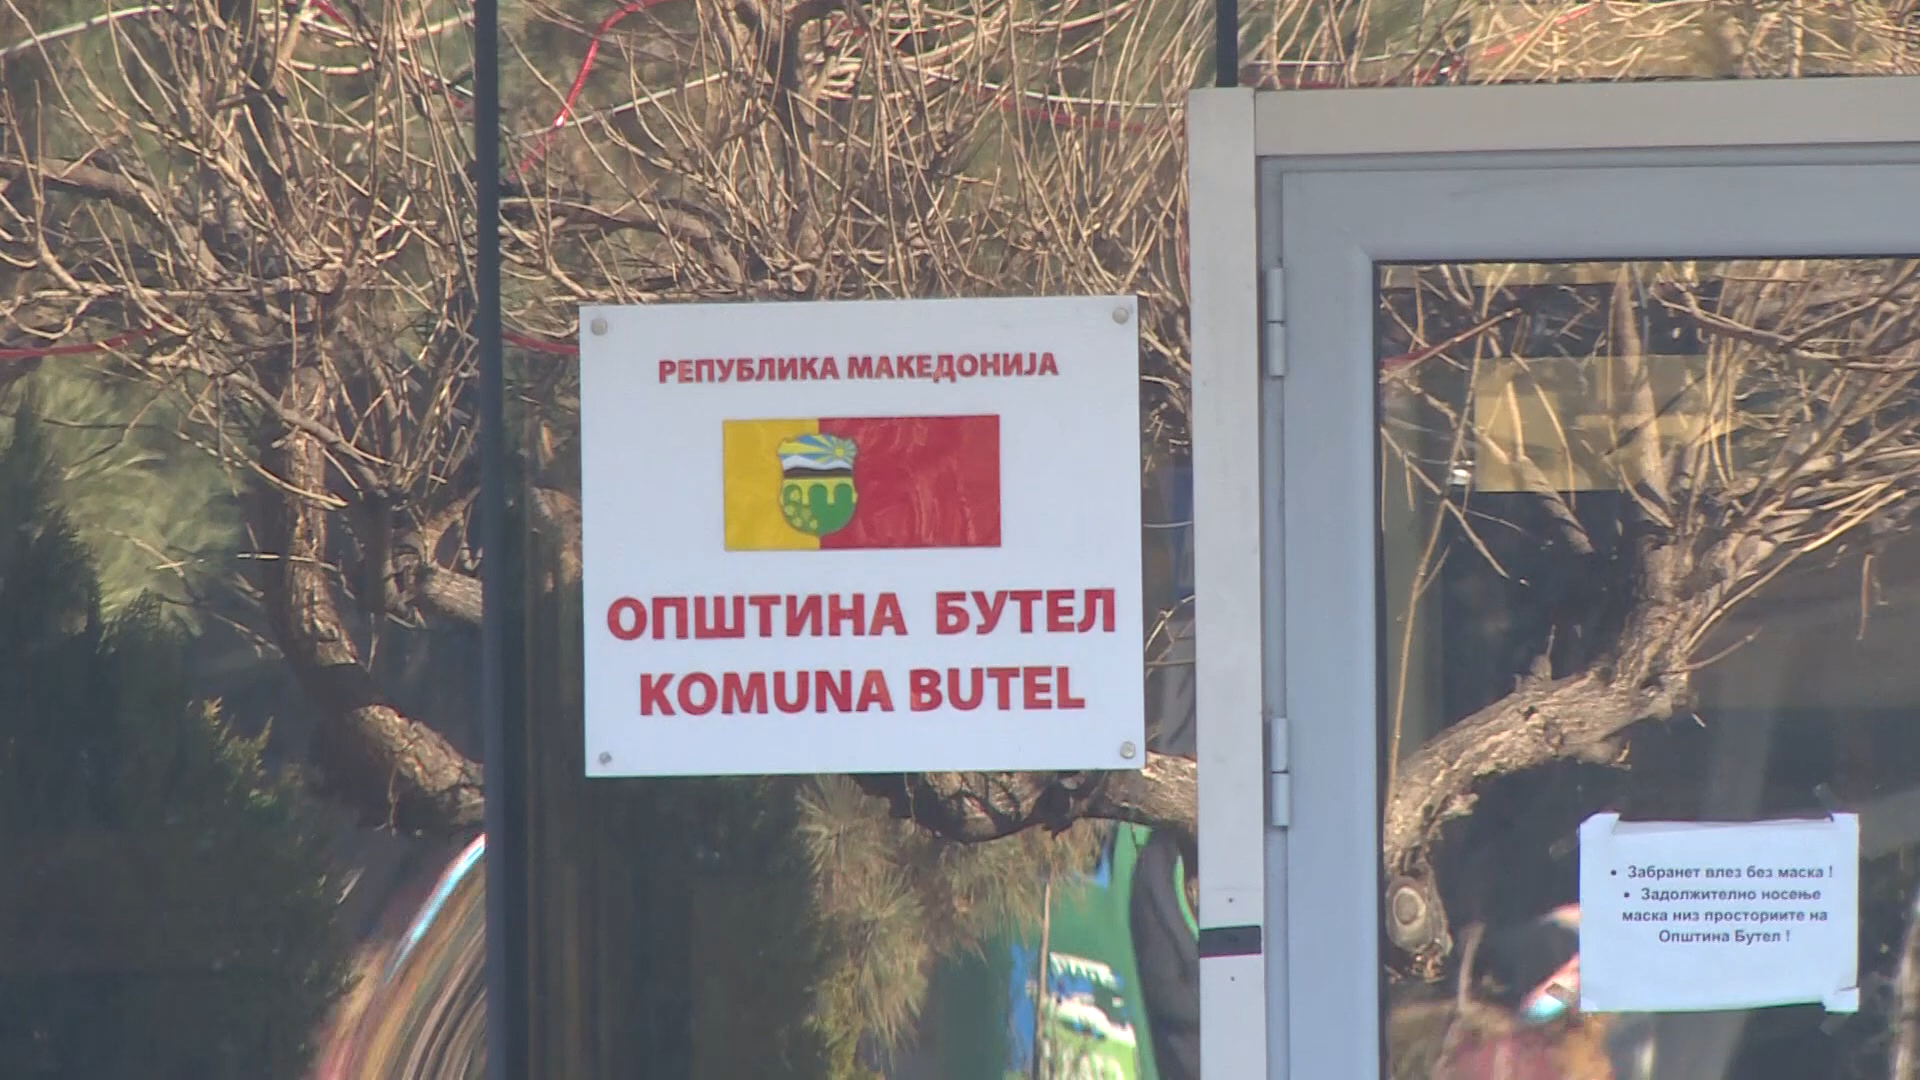 РЕПУБЛИКА МАКЕДОНИЈА
ОПШТИНА БУТЕЛ
KOMUNA BUTEL
• Забранет влез без маска !
• Задолжително носење
маска низ просториите на
Општина Бутел !